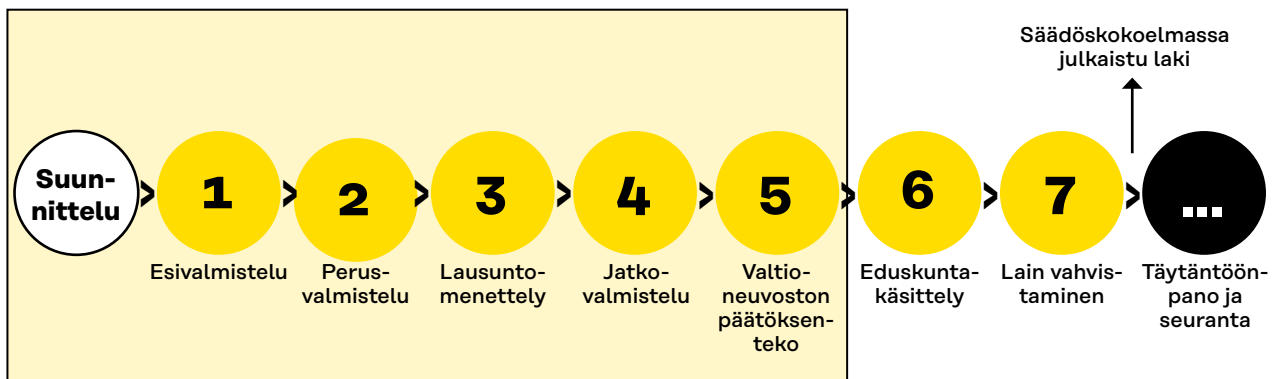 Säädöskokoelmassa
julkaistu laki
Suun-
nittelu
>
1
>
2
>
3
>
4
>
5
>
6
>
7
>
...
Esivalmistelu
Perus-
valmistelu
Lausunto-
menettely
Jatko-
valmistelu
Valtio-
neuvoston
päätöksen-
teko
Eduskunta-
käsittely
Lain vahvis-
taminen
Täytäntöön-
pano ja
seuranta